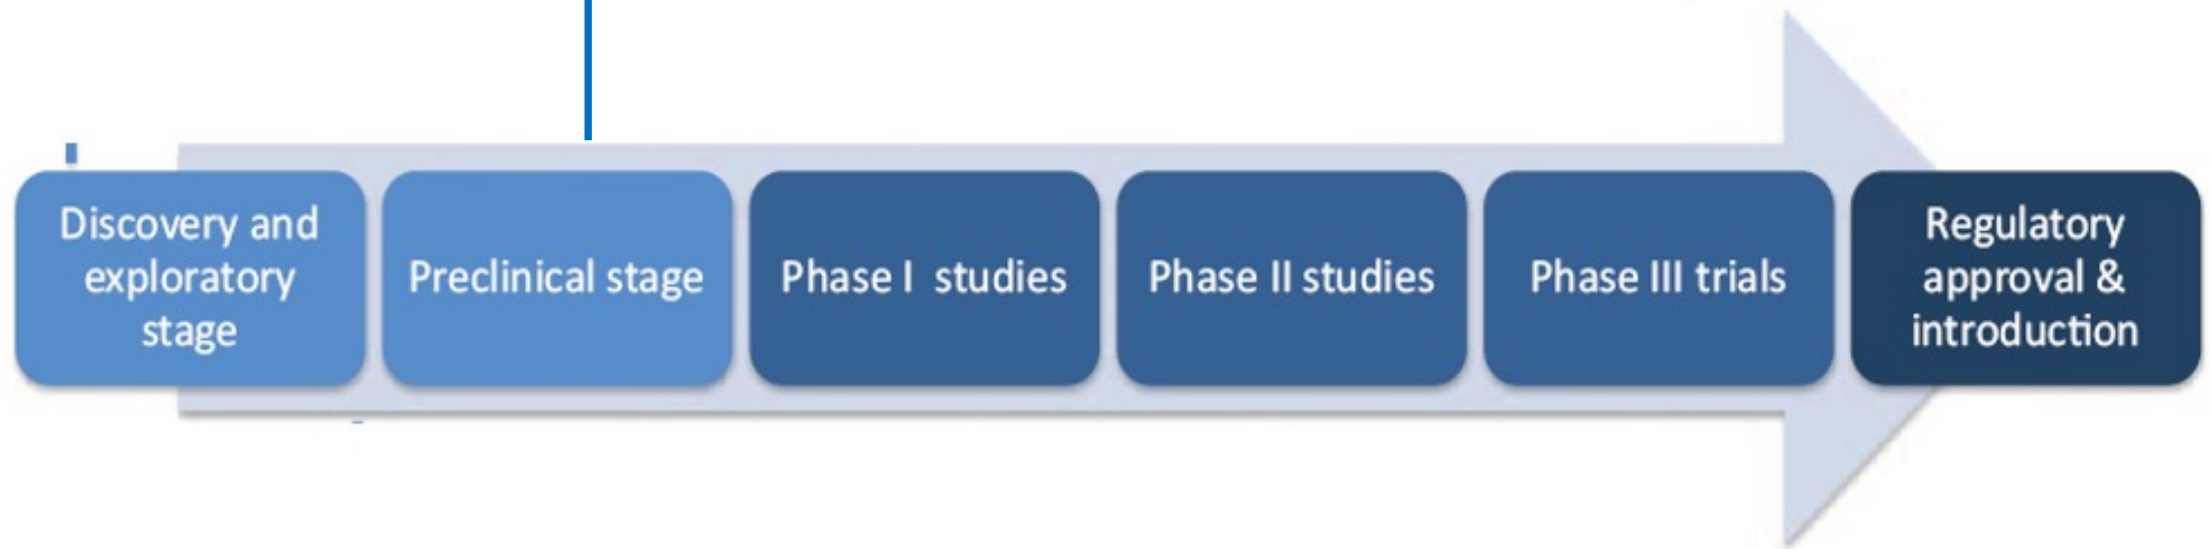 Discovery and
exploratory
stage
Preclinical stage
Phase I  studies
Phase II studies
Phase III trials
Regulatory
approval &
introduction